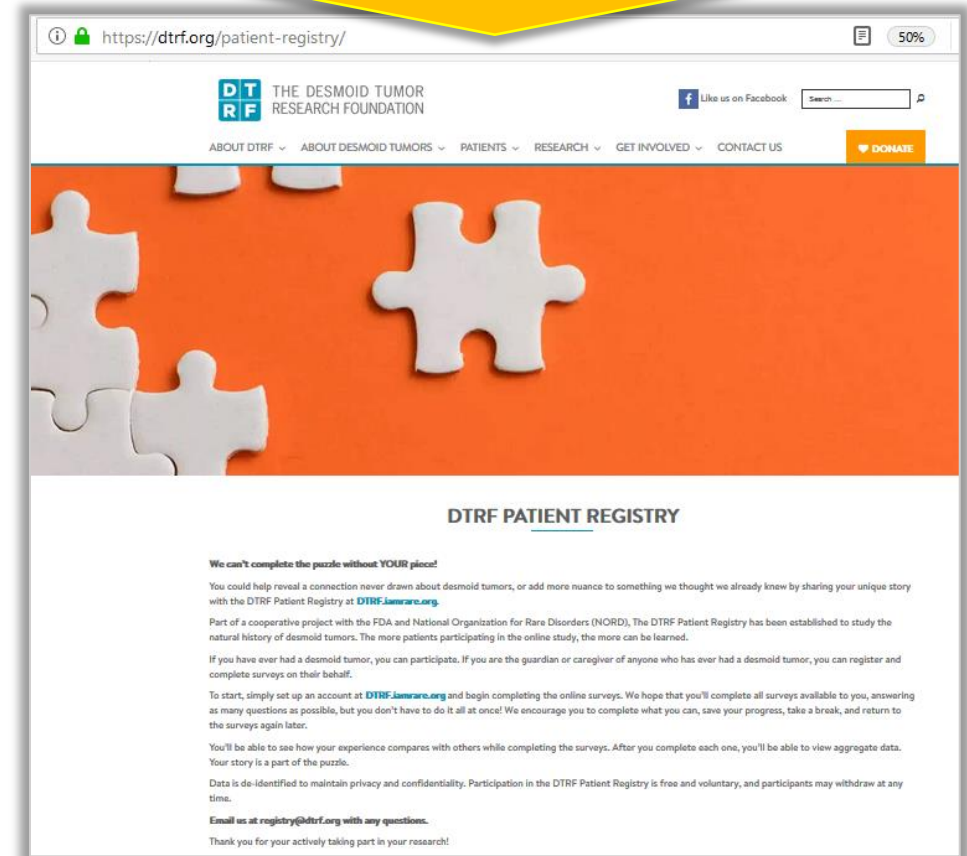 https://dtrf.org/patient-registry/
50%
D T
R F
THE DESMOID TUMOR
RESEARCH FOUNDATION
f Like us on Facebook
Search ...
ABOUT DTRF
ABOUT DESMOID TUMORS
PATIENTS
RESEARCH
GET INVOLVED
CONTACT US
DONATE
DTRF PATIENT REGISTRY
We can't complete the puzzle without YOUR piece!
You could help reveal a connection never drawn about desmoid tumors, or add more nuance to something we thought we already knew by sharing your unique story
with the DTRF Patient Registry at DTRF.iamrare.org.
Part of a cooperative project with the FDA and National Organization for Rare Disorders (NORD), The DTRF Patient Registry has been established to study the
natural history of desmoid tumors. The more patients participating in the online study, the more can be learned.
If you have ever had a desmoid tumor, you can participate. If you are the guardian or caregiver of anyone who has ever had a desmoid tumor, you can register and
complete surveys on their behalf.
To start, simply set up an account at DTRF.iamrare.org and begin completing the online surveys. We hope that you'll complete all surveys available to you, answering
as many questions as possible, but you don't have to do it all at once! We encourage you to complete what you can, save your progress, take a break, and return to
the surveys again later.
You'll be able to see how your experience compares with others while completing the surveys. After you complete each one, you'll be able to view aggregate data.
Your story is a part of the puzzle.
Data is de-identified to maintain privacy and confidentiality. Participation in the DTRF Patient Registry is free and voluntary, and participants may withdraw at any
time.
Email us at registry@dtrf.org with any questions.
Thank you for your actively taking part in your research!